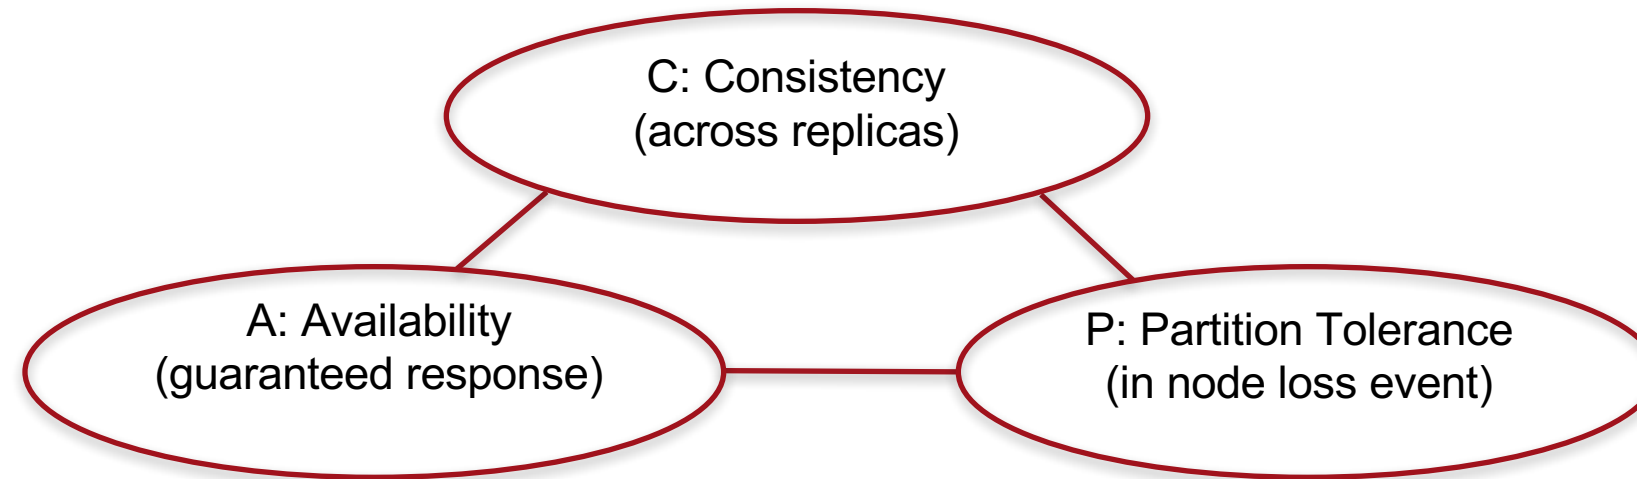 C: Consistency
(across replicas)
A: Availability
(guaranteed response)
P: Partition Tolerance
(in node loss event)